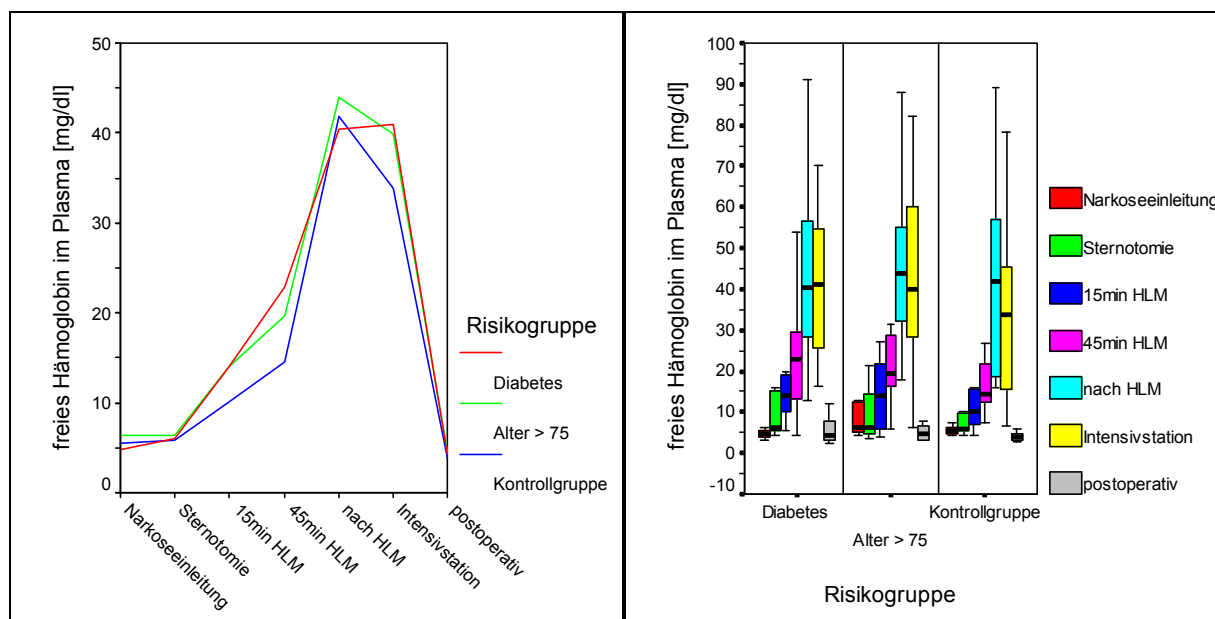 freies Hämoglobin im Plasma [mg/dl]
50
40
30
20
10
0
Narkoseeinleitung
Sternotomie
15min HLM
45min HLM
nach HLM
Intensivstation
postoperativ
Risikogruppe
Diabetes
Alter > 75
Kontrollgruppe
freies Hämoglobin im Plasma [mg/dl]
100
90
80
70
60
50
40
30
20
10
0
-10
Diabetes
Alter > 75
Kontrollgruppe
Risikogruppe
Narkoseeinleitung
Sternotomie
15min HLM
45min HLM
nach HLM
Intensivstation
postoperativ